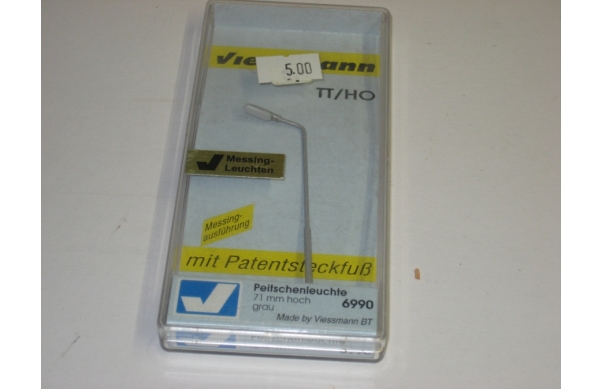 Viessmann
5.00
TT/HO
Messing-
Leuchten
Messing-
ausführung
mit Patentsteckfuß
Peitschenleuchte
71 mm hoch
6990
grau
Made by Viessmann BT